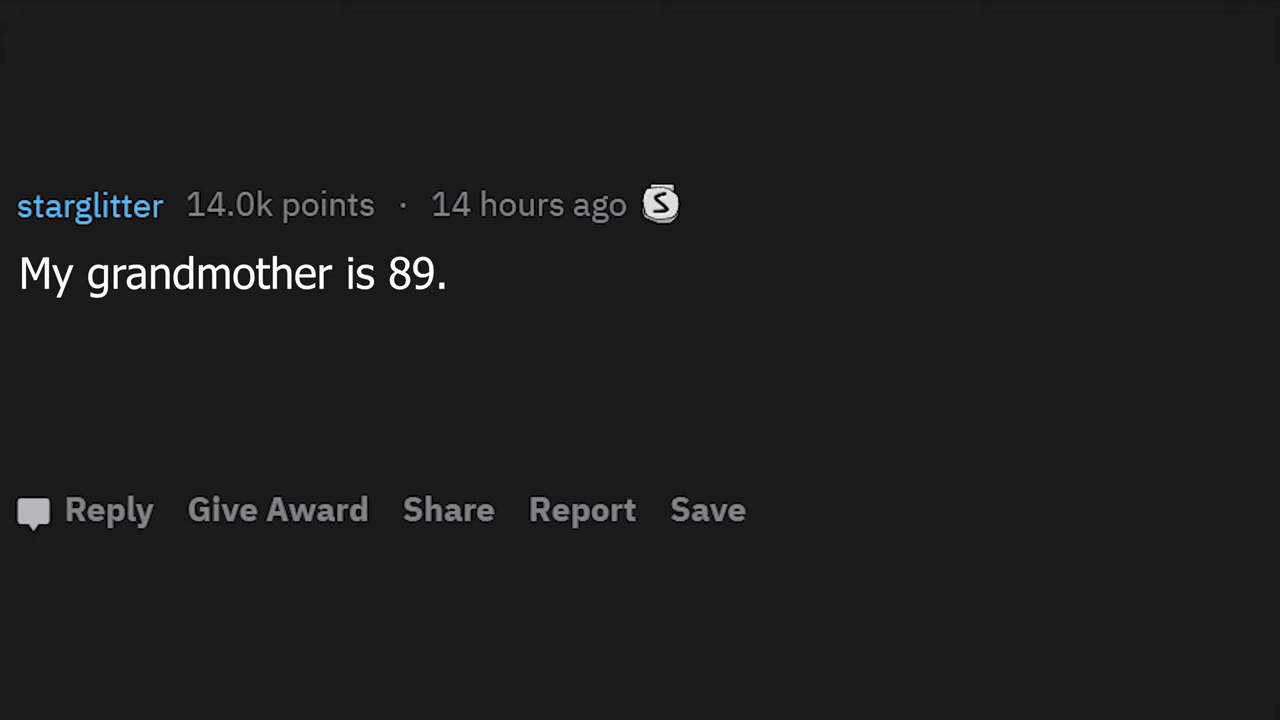 starglitter 14.0k points · 14 hours ago S
My grandmother is 89.
Reply Give Award Share Report Save